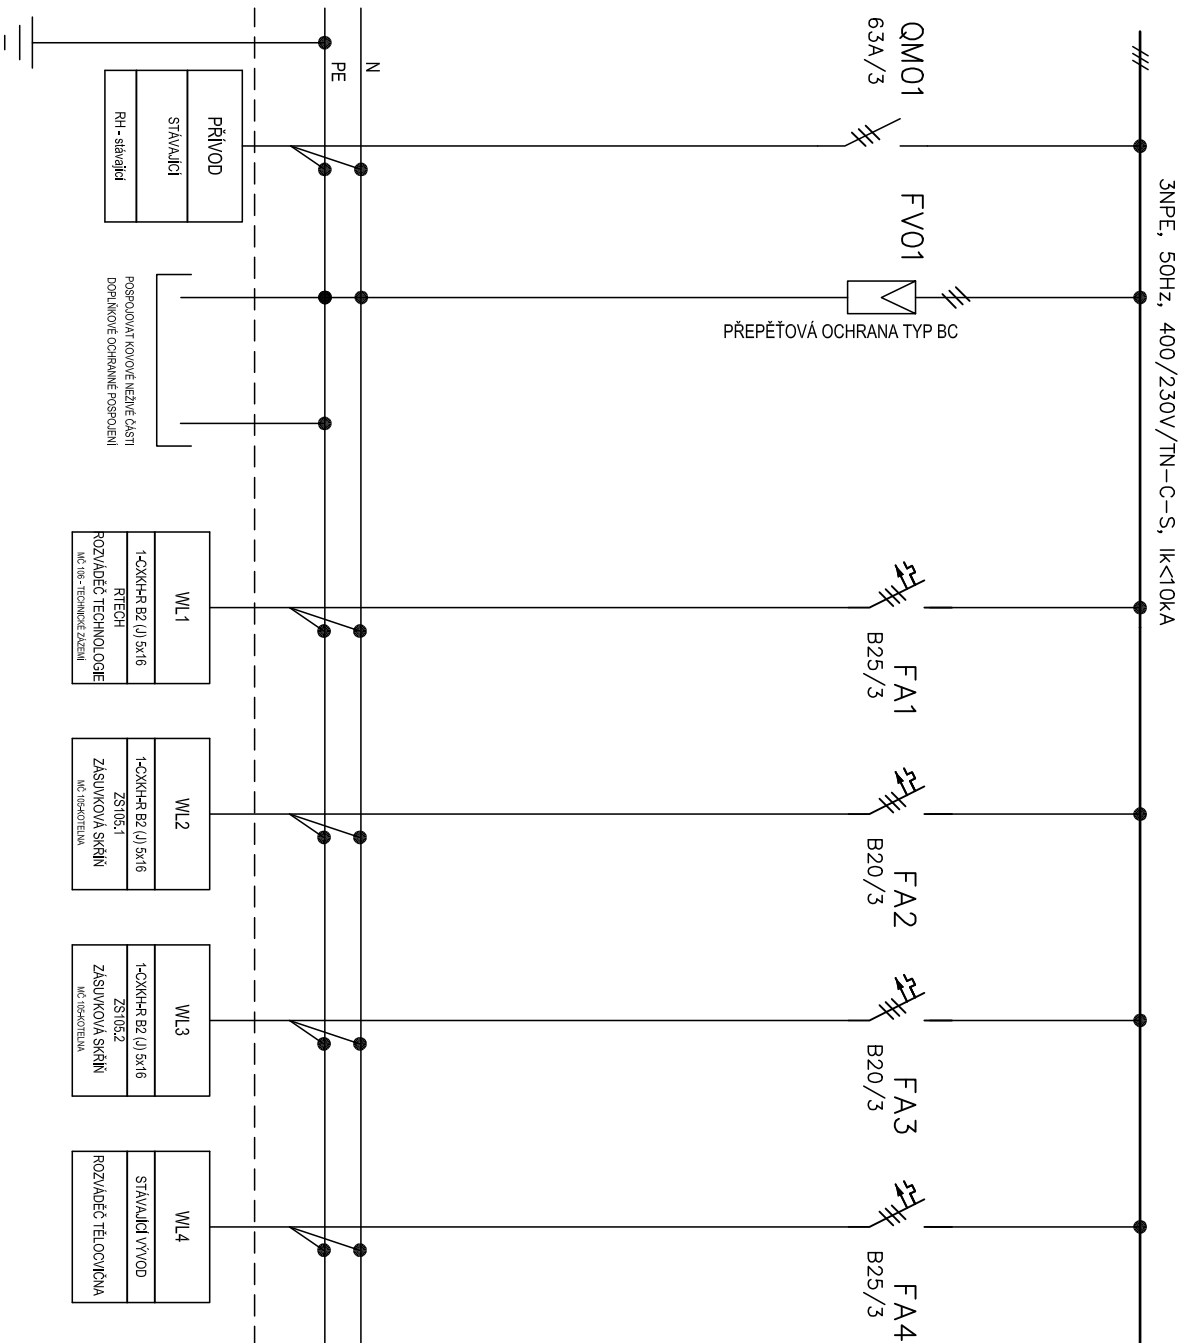 3NPE, 50Hz, 400/230V/TN-C-S, Ik<10kA
QM01
63A/3
FV01
PŘEPĚŤOVÁ OCHRANA TYP BC
FA1
B25/3
FA2
B20/3
FA3
B20/3
FA4
B25/3
N
PE
PŘÍVOD
STÁVAJÍCÍ
RH - stávající
POSPOJOVAT KOVOVÉ NEŽIVÉ ČÁSTI
DOPLŇKOVÉ OCHRANNÉ POSPOJENÍ
WL1
1-CXKH-R B2 (J) 5x16
RTECH
ROZVÁDĚČ TECHNOLOGIE
MČ 106 - TECHNICKÉ ZÁZEMÍ
WL2
1-CXKH-R B2 (J) 5x16
ZS105.1
ZÁSUVKOVÁ SKŘÍŇ
MČ 105-KOTELNA
WL3
1-CXKH-R B2 (J) 5x16
ZS105.2
ZÁSUVKOVÁ SKŘÍŇ
MČ 105-KOTELNA
WL4
STÁVAJÍCÍ VÝVOD
ROZVÁDĚČ TĚLOCVIČNA